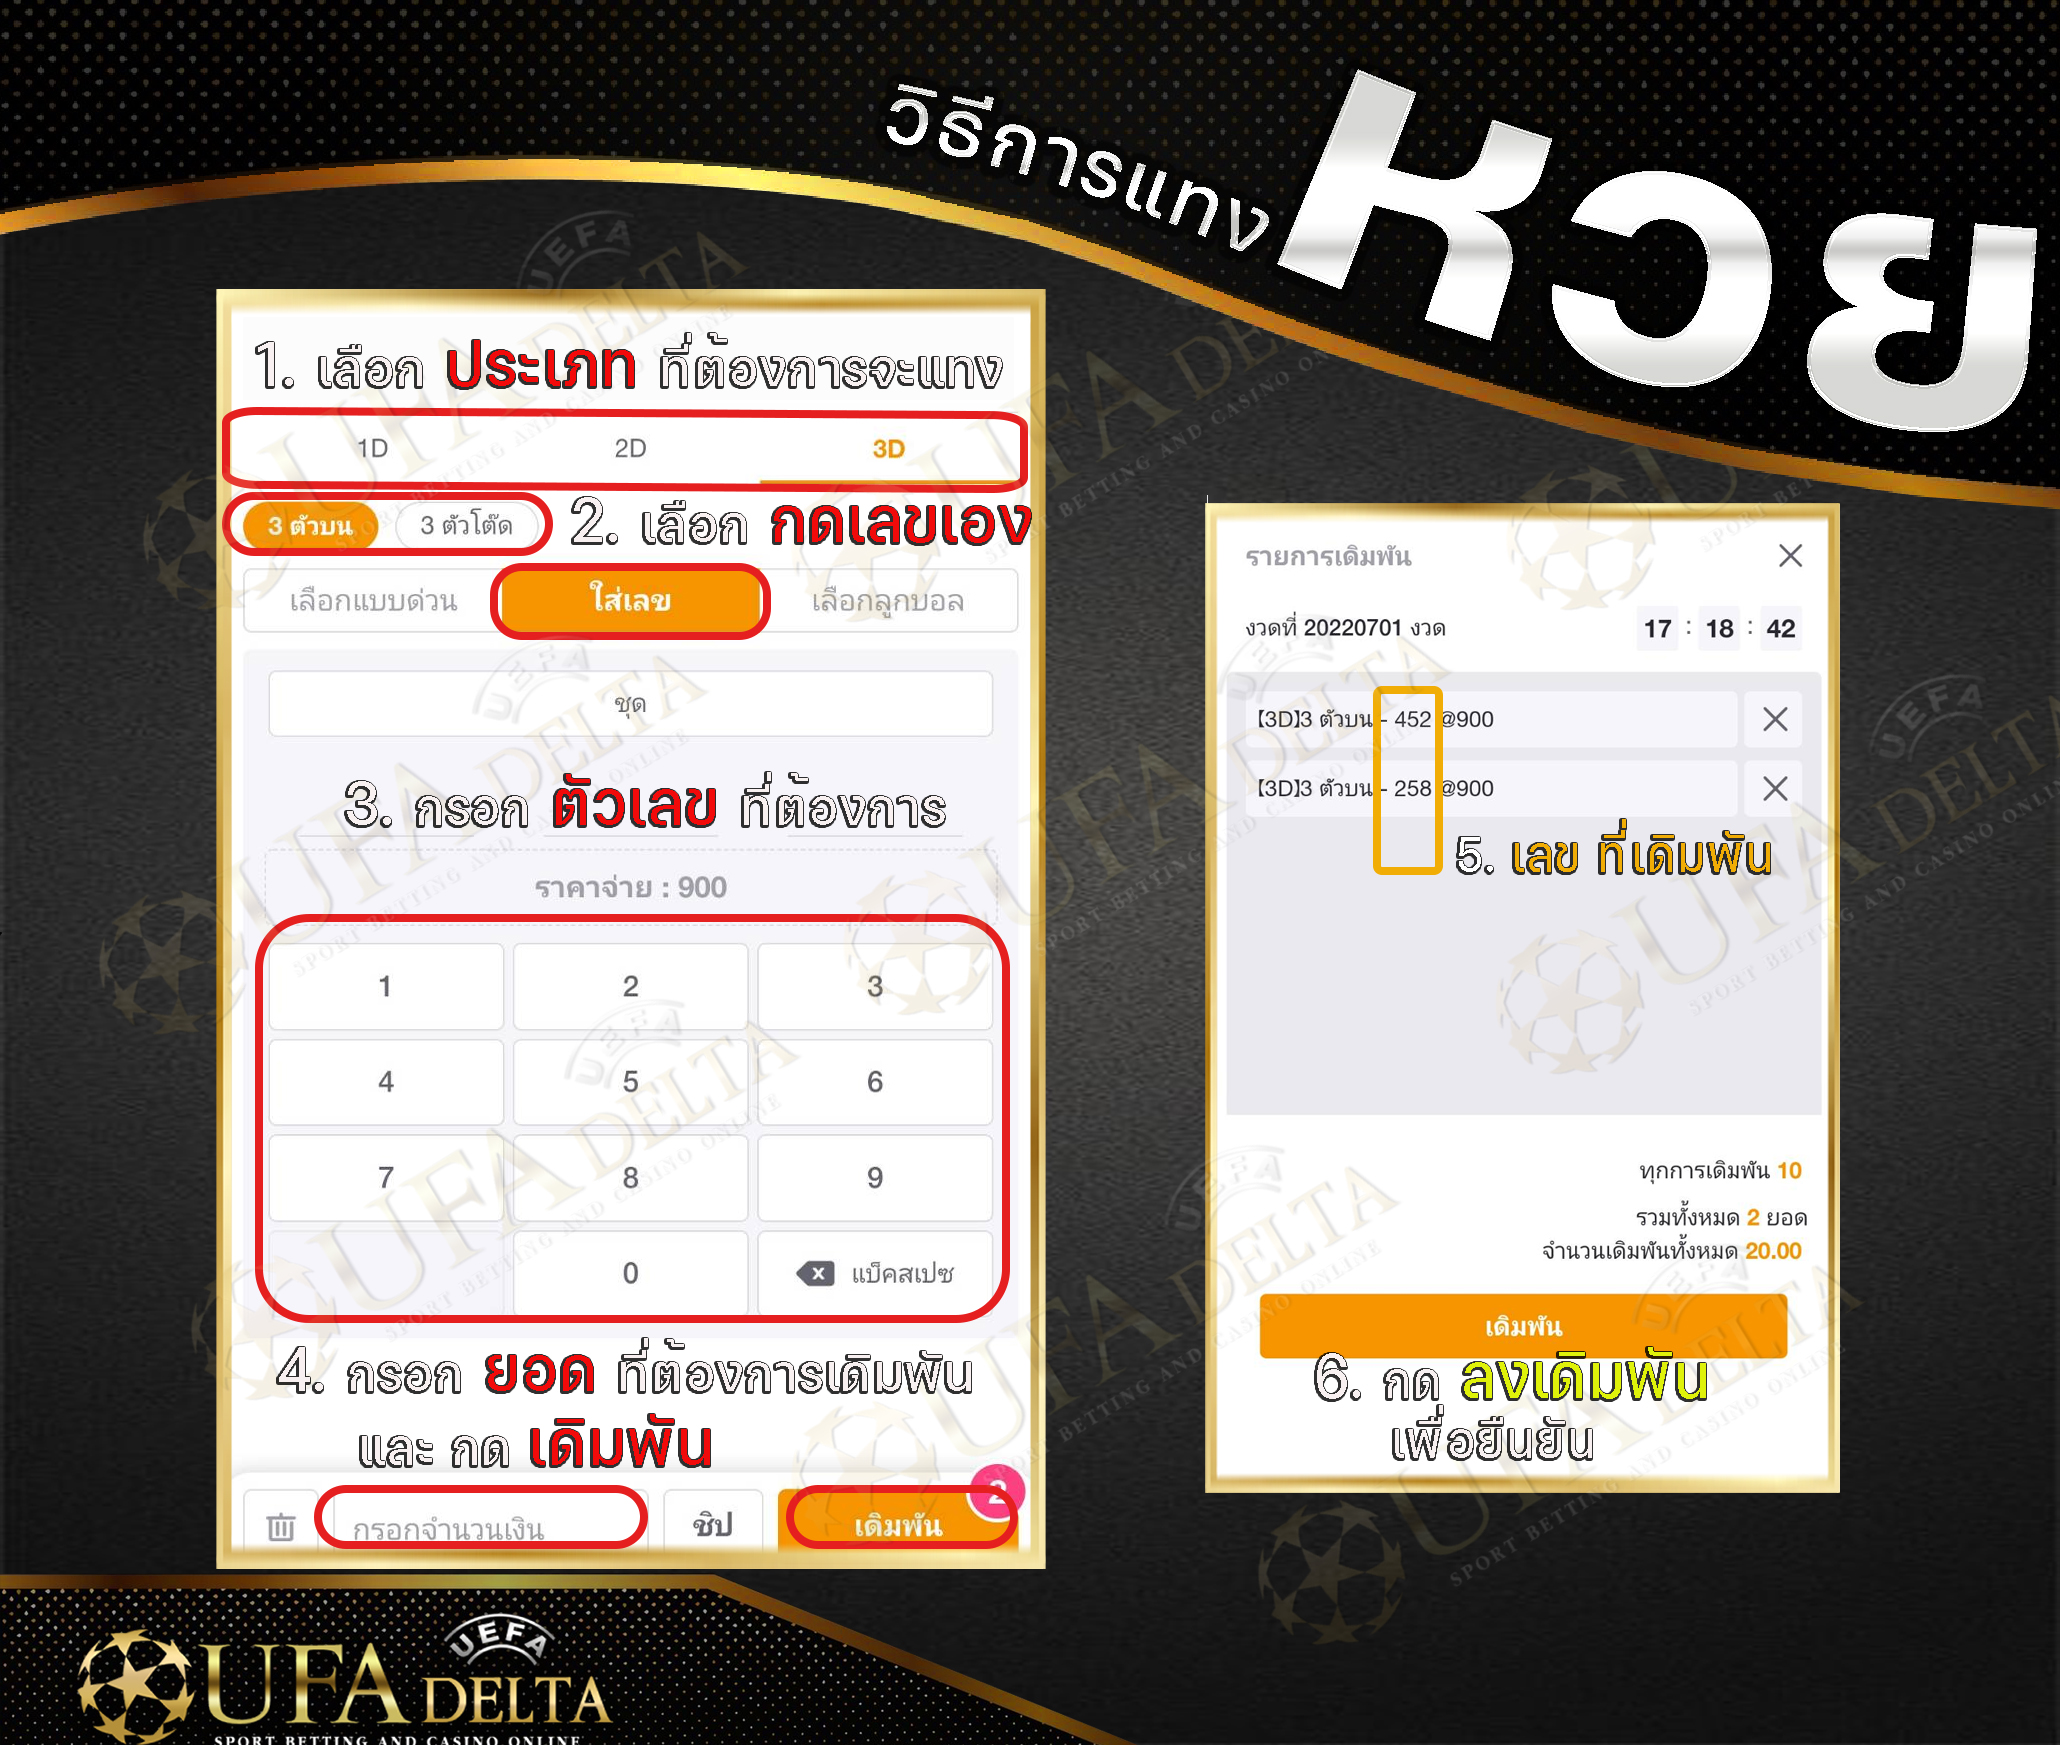 วิธีการแทง หวย
1. เลือก ประเภท ที่ต้องการจะแทง
1D 2D 3D
3 ตัวบน 3 ตัวโต๊ด
2. เลือก กดเลขเอง
เลือกแบบด่วน ใส่เลข เลือกลูกบอล
ชุด
3. กรอก ตัวเลข ที่ต้องการ
ราคาจ่าย : 900
1 2 3
4 5 6
7 8 9
0 แบ็คสเปซ
4. กรอก ยอด ที่ต้องการเดิมพัน
และ กด เดิมพัน
กรอกจำนวนเงิน ชิป เดิมพัน 2
รายการเดิมพัน
งวดที่ 20220701 งวด 17 : 18 : 42
【3D】3 ตัวบน - 452 @900
【3D】3 ตัวบน - 258 @900
5. เลข ที่เดิมพัน
ทุกการเดิมพัน 10
รวมทั้งหมด 2 ยอด
จำนวนเดิมพันทั้งหมด 20.00
เดิมพัน
6. กด ลงเดิมพัน
เพื่อยืนยัน
UEFA
UFA DELTA
SPORT BETTING AND CASINO ONLINE